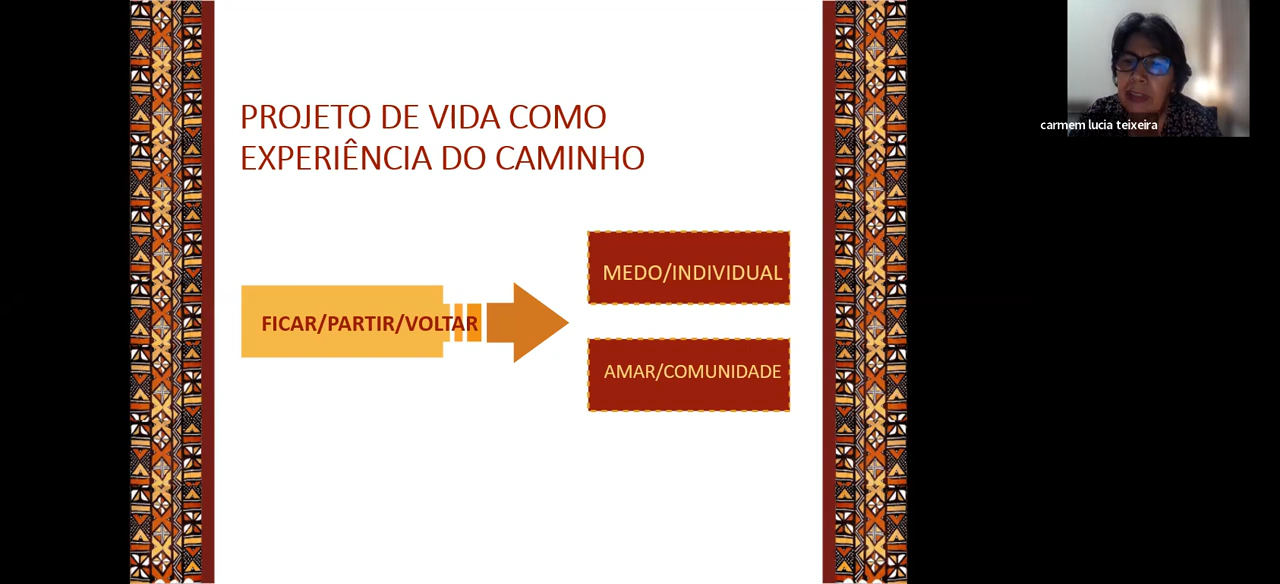 PROJETO DE VIDA COMO
EXPERIÊNCIA DO CAMINHO
FICAR/PARTIR/VOLTAR
MEDO/INDIVIDUAL
AMAR/COMUNIDADE
carmem lucia teixeira